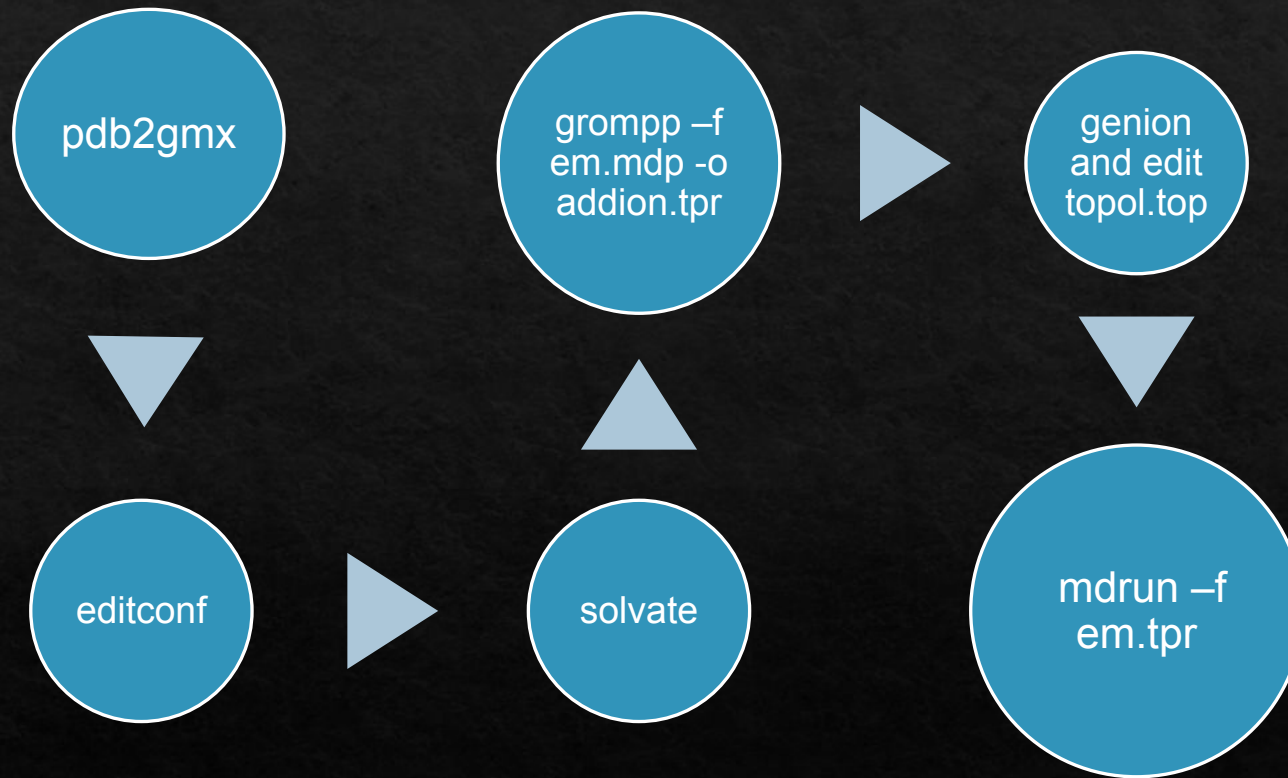 pdb2gmx
editconf
solvate
grompp –f
em.mdp -o
addion.tpr
genion
and edit
topol.top
mdrun –f
em.tpr